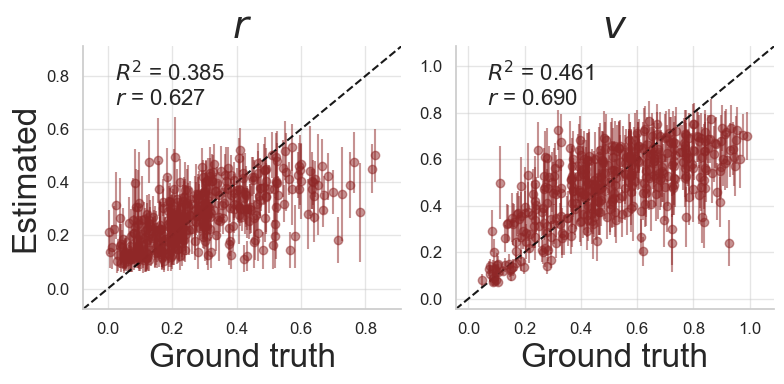 r
R² = 0.385
r = 0.627
Estimated
0.8
0.6
0.4
0.2
0.0
0.0 0.2 0.4 0.6 0.8
Ground truth
v
R² = 0.461
r = 0.690
1.0
0.8
0.6
0.4
0.2
0.0
0.0 0.2 0.4 0.6 0.8 1.0
Ground truth